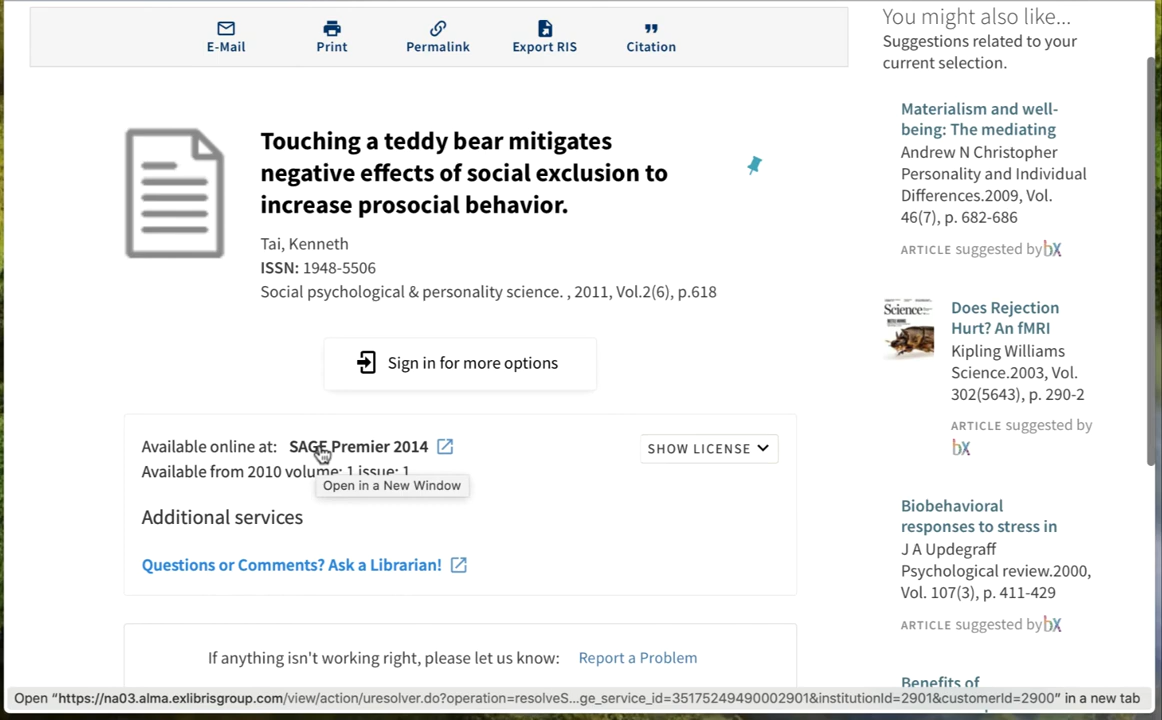 E-Mail
Print
Permalink
Export RIS
Citation
Touching a teddy bear mitigates
negative effects of social exclusion to
increase prosocial behavior.
Tai, Kenneth
ISSN: 1948-5506
Social psychological & personality science. , 2011, Vol.2(6), p.618
Sign in for more options
Available online at: SAGE Premier 2014
Available from 2010 volume: 1 issue: 1
SHOW LICENSE
Open in a New Window
Additional services
Questions or Comments? Ask a Librarian!
If anything isn't working right, please let us know: Report a Problem
You might also like...
Suggestions related to your
current selection.
Materialism and well-
being: The mediating
Andrew N Christopher
Personality and Individual
Differences.2009, Vol.
46(7), p. 682-686
ARTICLE suggested by bX
Science
Does Rejection
Hurt? An fMRI
Kipling Williams
Science.2003, Vol.
302(5643), p. 290-2
ARTICLE suggested by
bX
Biobehavioral
responses to stress in
J A Updegraff
Psychological review.2000,
Vol. 107(3), p. 411-429
ARTICLE suggested by bX
Benefits of
Open “https://na03.alma.exlibrisgroup.com/view/action/uresolver.do?operation=resolveS...ge_service_id=35175249490002901&institutionId=2901&customerId=2900” in a new tab